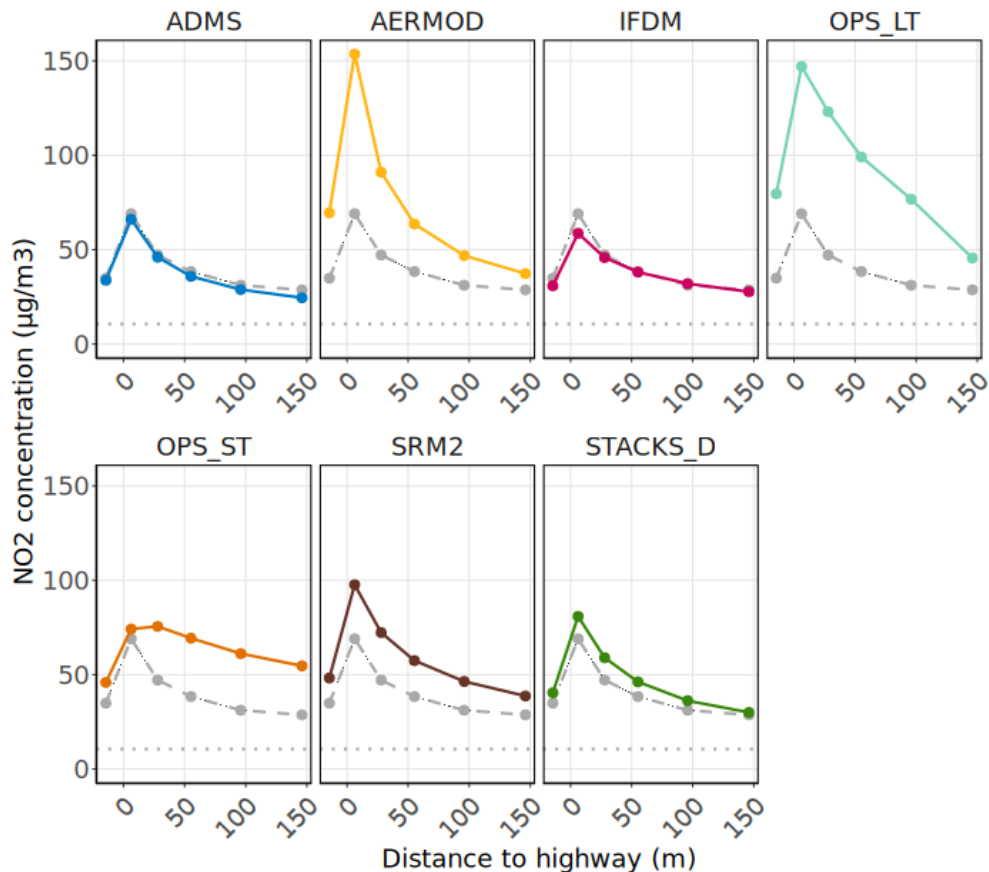 ADMS AERMOD IFDM OPS_LT
150
100
50
0
0 50 100 150 0 50 100 150 0 50 100 150 0 50 100 150
NO2 concentration (µg/m3)
OPS_ST SRM2 STACKS_D
150
100
50
0
0 50 100 150 0 50 100 150 0 50 100 150
Distance to highway (m)